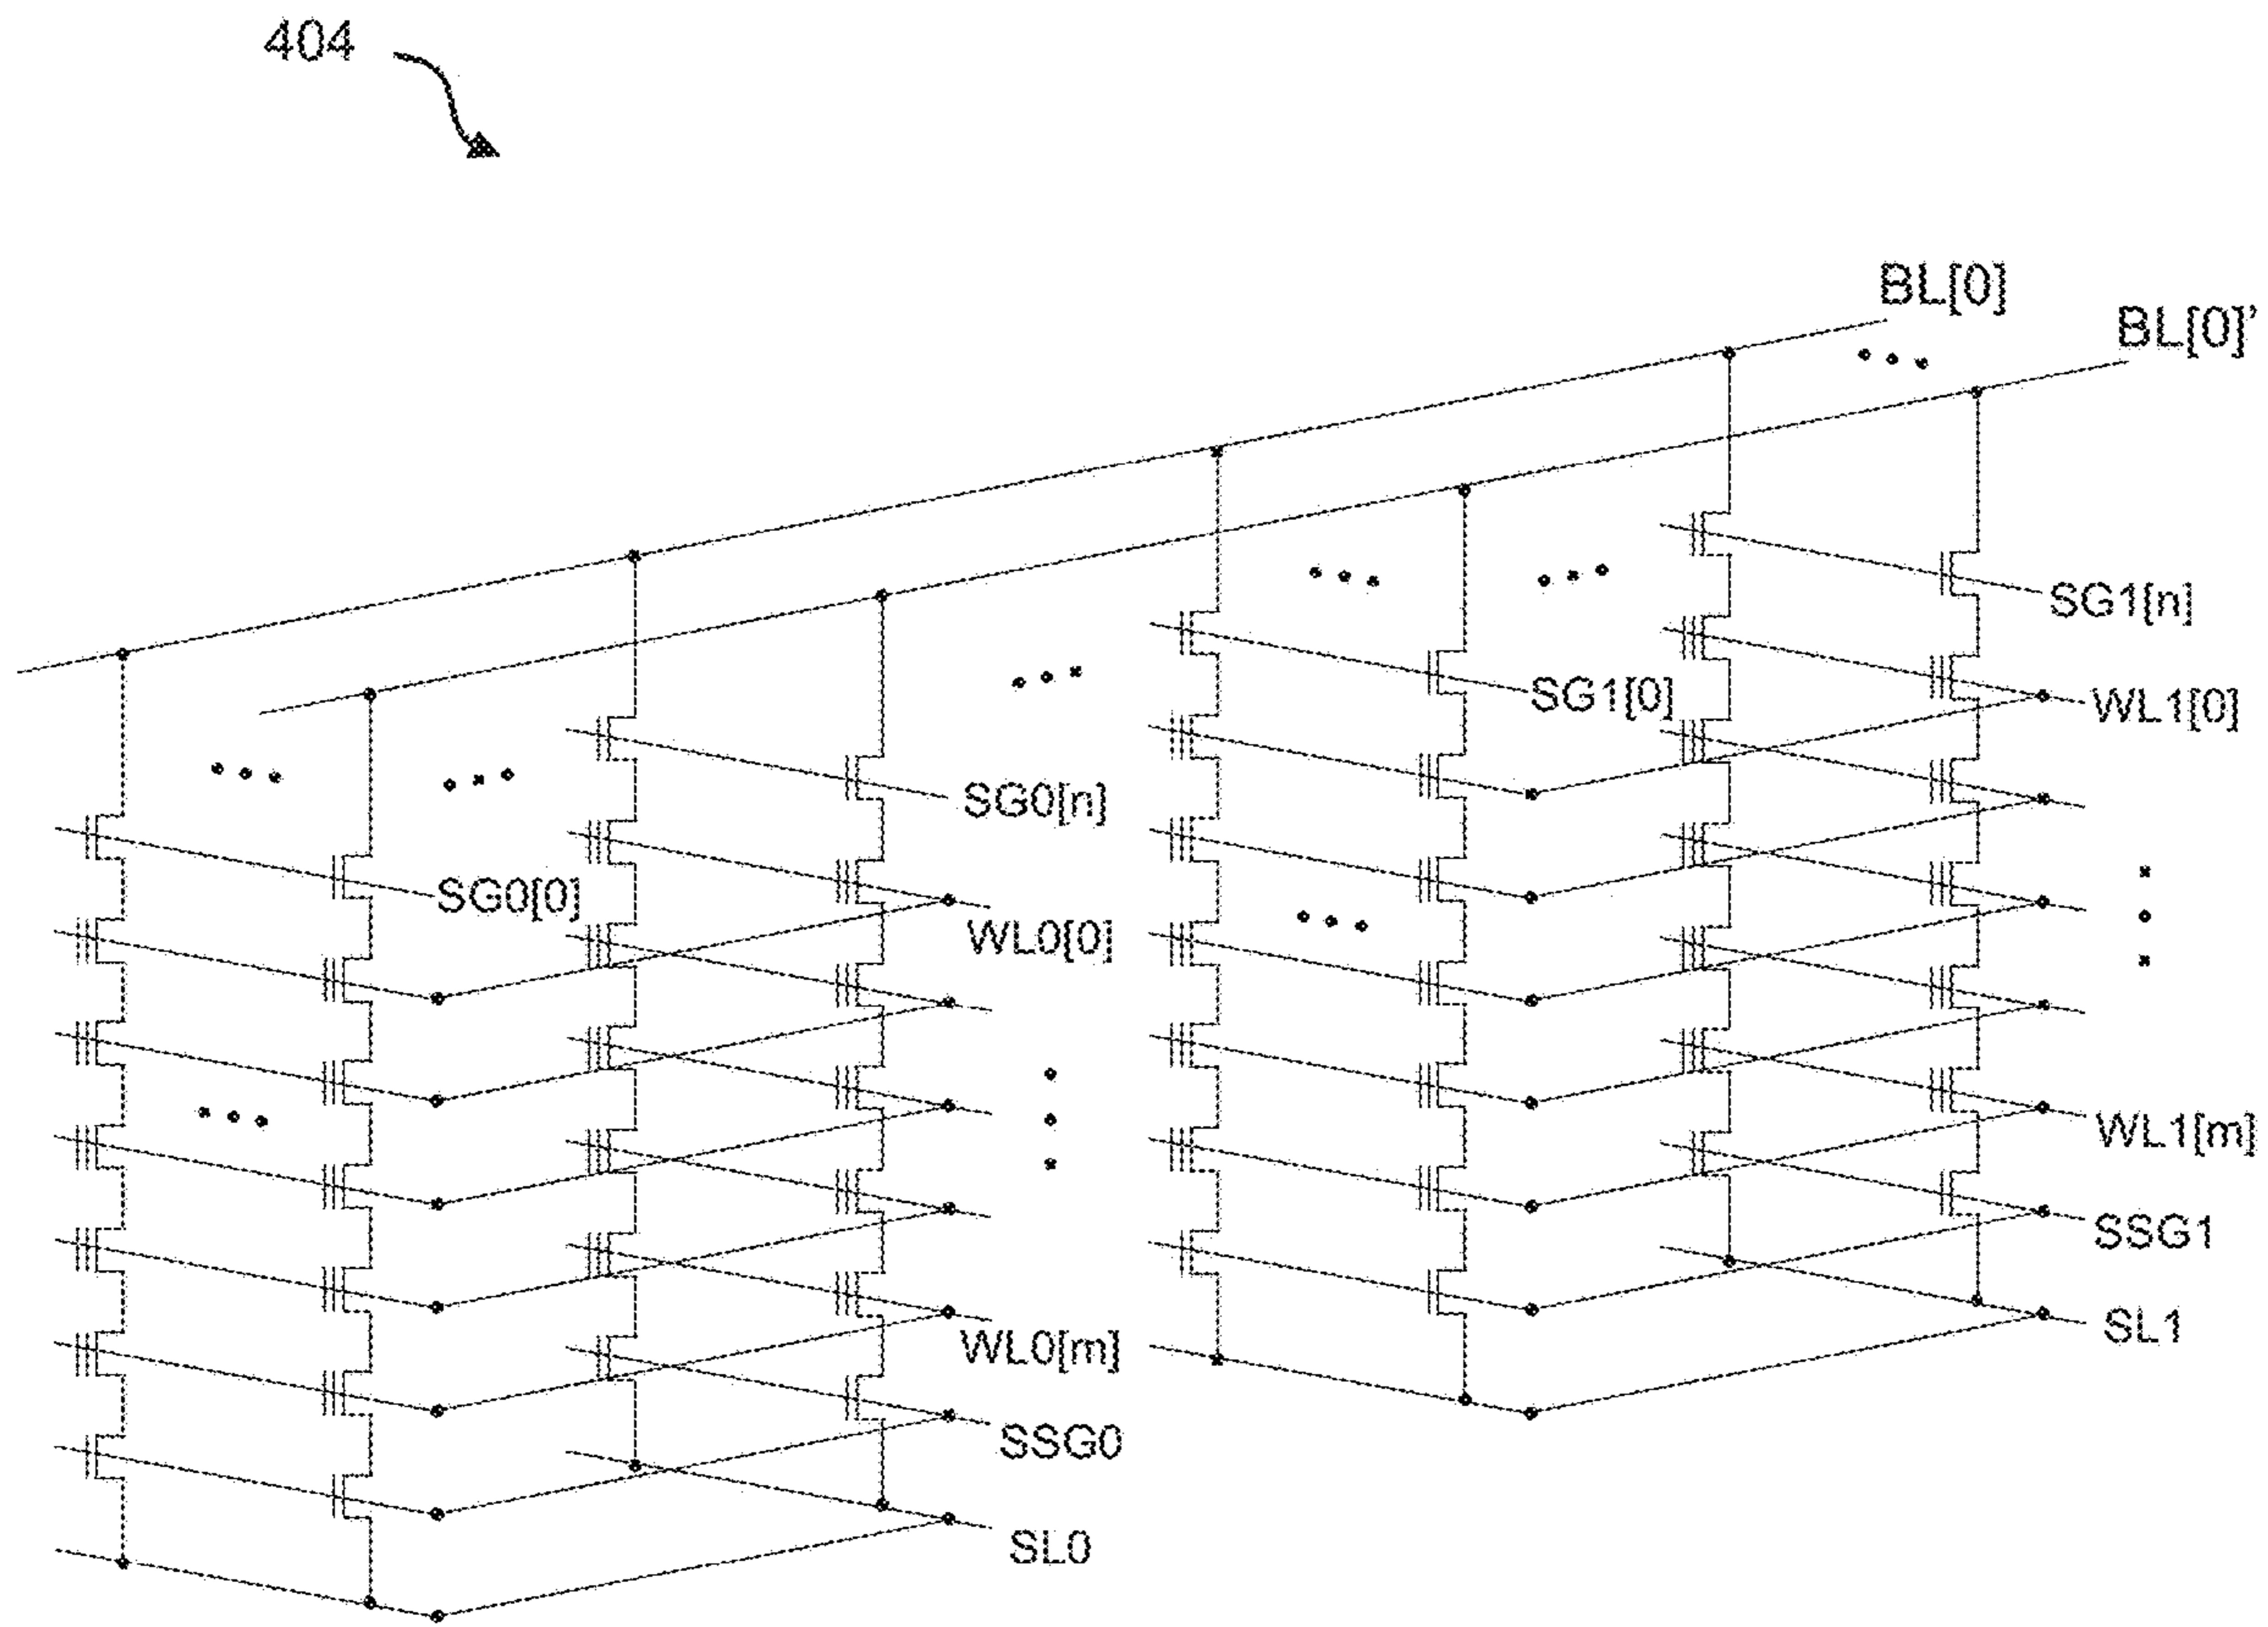 404
BL[0]
BL[0]’
SG1[n]
SG1[0]
WL1[0]
SG0[n]
SG0[0]
WL0[0]
WL1[m]
SSG1
SL1
WL0[m]
SSG0
SL0